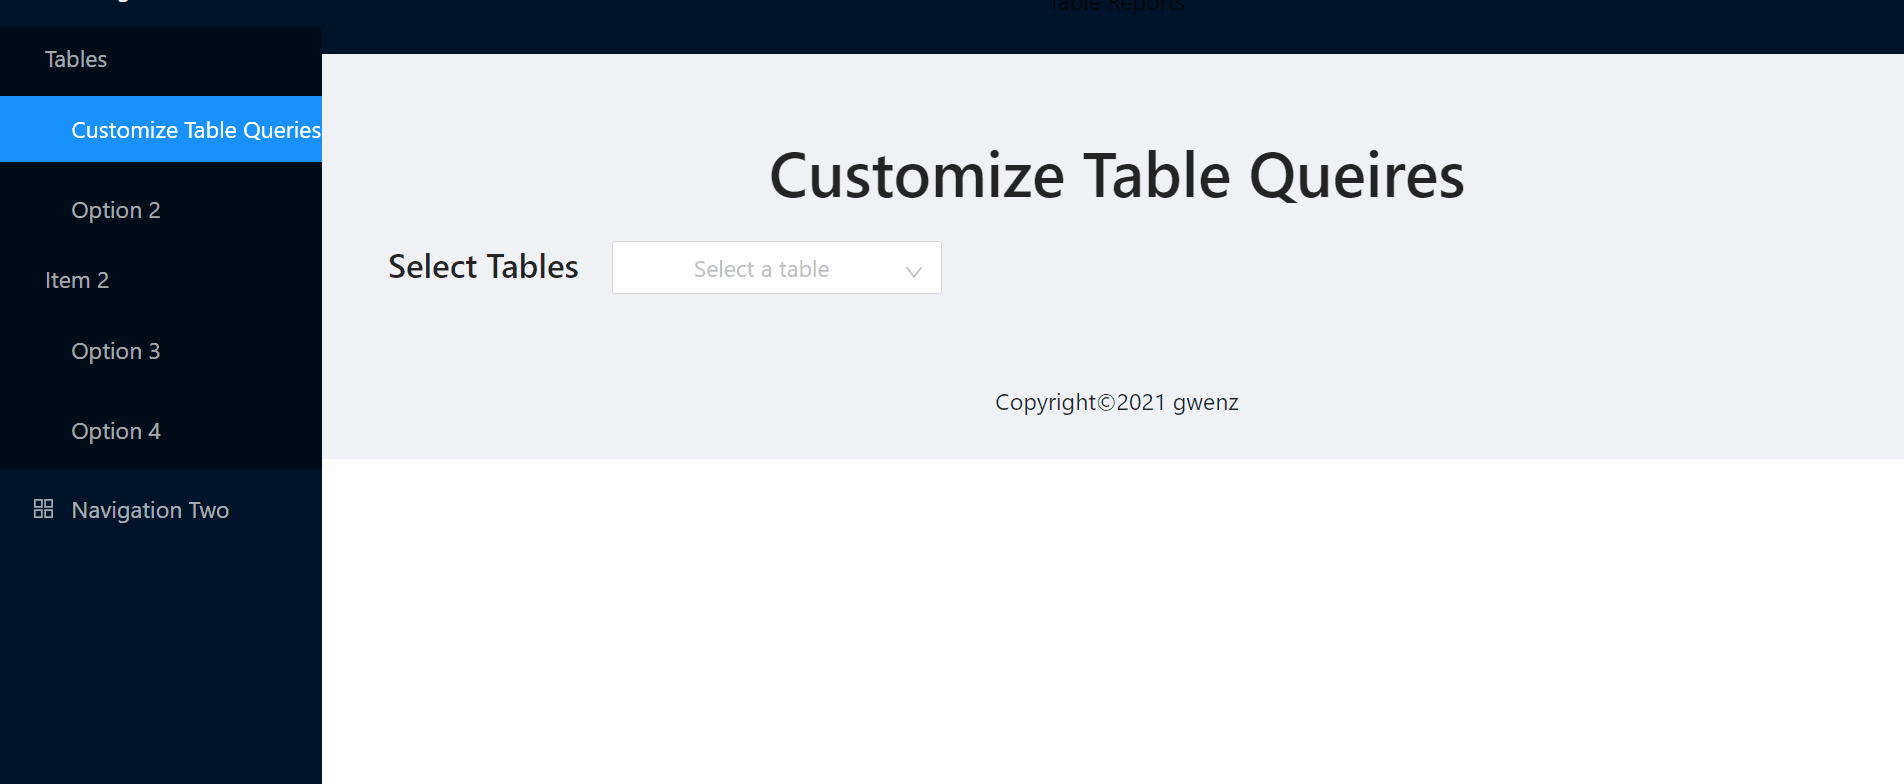 Table Reports
Tables
Customize Table Queries
Option 2
Item 2
Option 3
Option 4
Navigation Two
Customize Table Queires
Select Tables
Select a table
Copyright©2021 gwenz